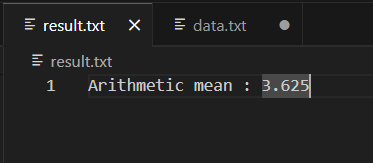 result.txt
data.txt
result.txt
1 Arithmetic mean : 3.625